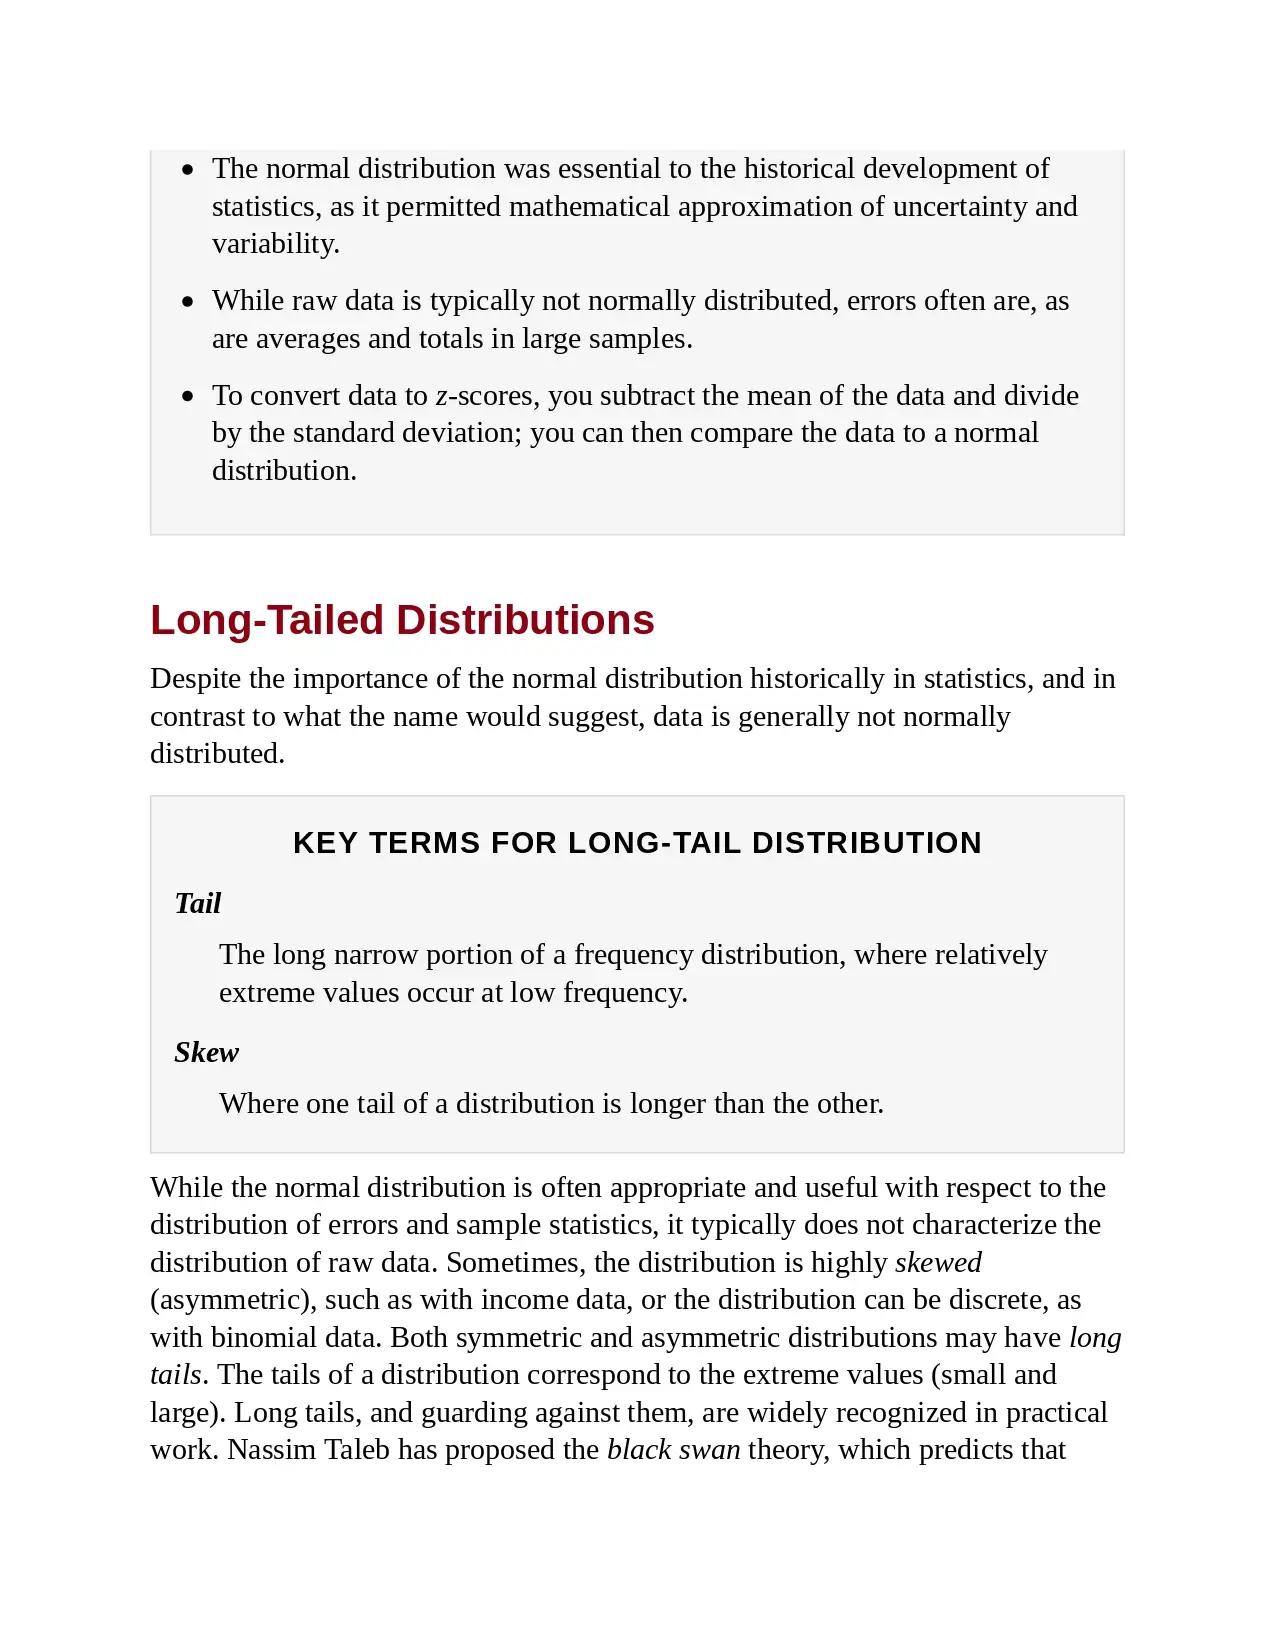 The normal distribution was essential to the historical development of
statistics, as it permitted mathematical approximation of uncertainty and
variability.
While raw data is typically not normally distributed, errors often are, as
are averages and totals in large samples.
To convert data to z-scores, you subtract the mean of the data and divide
by the standard deviation; you can then compare the data to a normal
distribution.
Long-Tailed Distributions
Despite the importance of the normal distribution historically in statistics, and in
contrast to what the name would suggest, data is generally not normally
distributed.
KEY TERMS FOR LONG-TAIL DISTRIBUTION
Tail
The long narrow portion of a frequency distribution, where relatively
extreme values occur at low frequency.
Skew
Where one tail of a distribution is longer than the other.
While the normal distribution is often appropriate and useful with respect to the
distribution of errors and sample statistics, it typically does not characterize the
distribution of raw data. Sometimes, the distribution is highly skewed
(asymmetric), such as with income data, or the distribution can be discrete, as
with binomial data. Both symmetric and asymmetric distributions may have long
tails. The tails of a distribution correspond to the extreme values (small and
large). Long tails, and guarding against them, are widely recognized in practical
work. Nassim Taleb has proposed the black swan theory, which predicts that